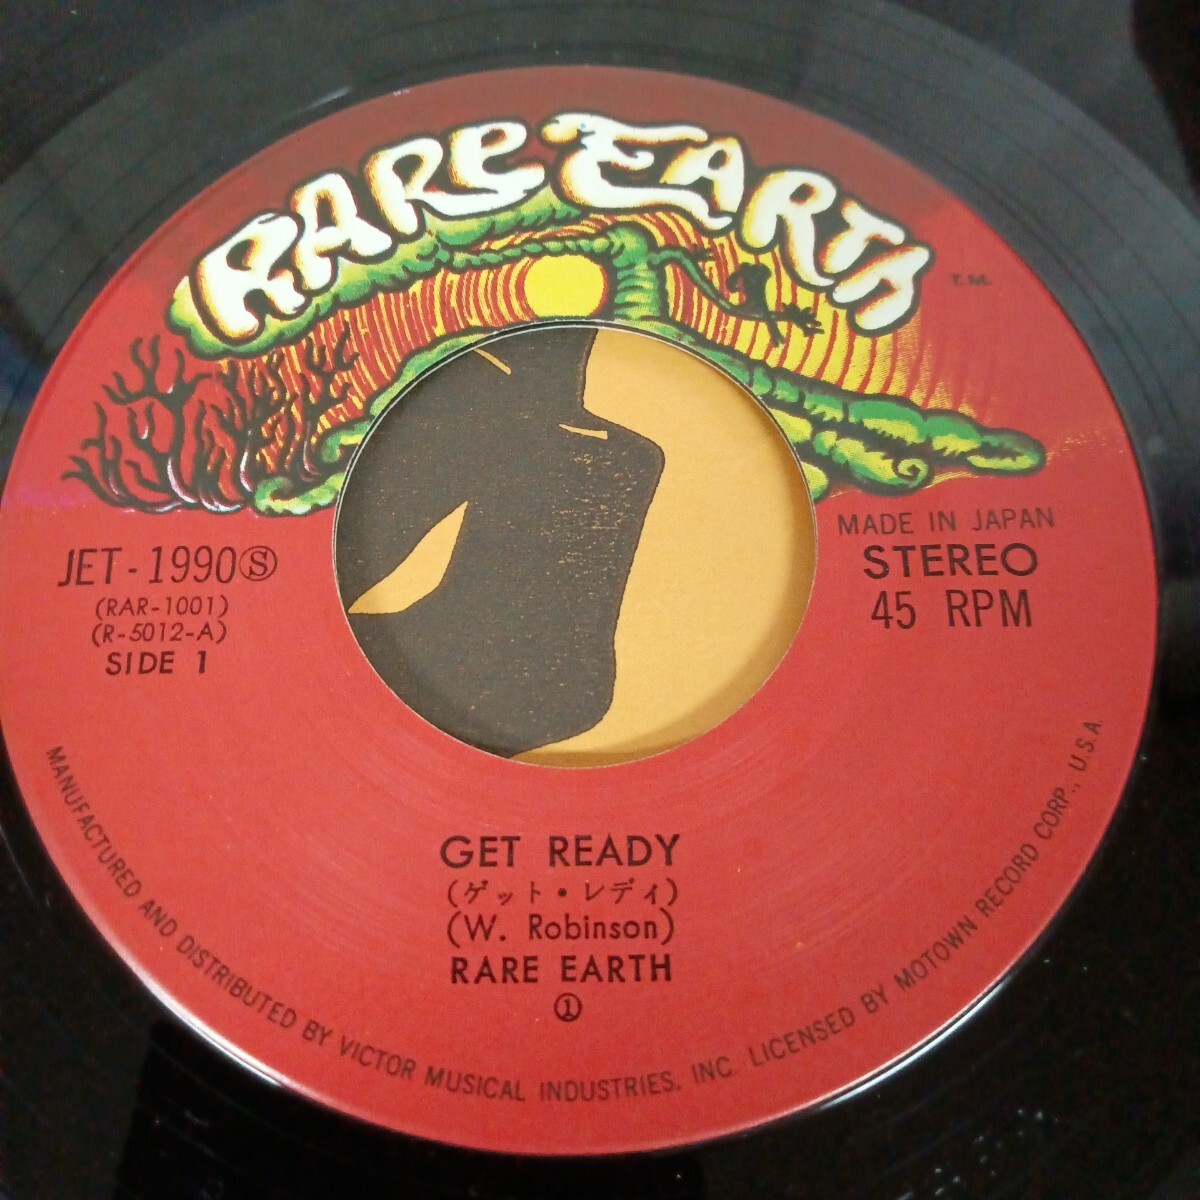 RARE EARTH
T.M.
JET-1990Ⓢ
(RAR-1001)
(R-5012-A)
SIDE 1
MADE IN JAPAN
STEREO
45 RPM
GET READY
(ゲット・レディ)
(W. Robinson)
RARE EARTH
①
MANUFACTURED AND DISTRIBUTED BY VICTOR MUSICAL INDUSTRIES, INC. LICENSED BY MOTOWN RECORD CORP., U.S.A.